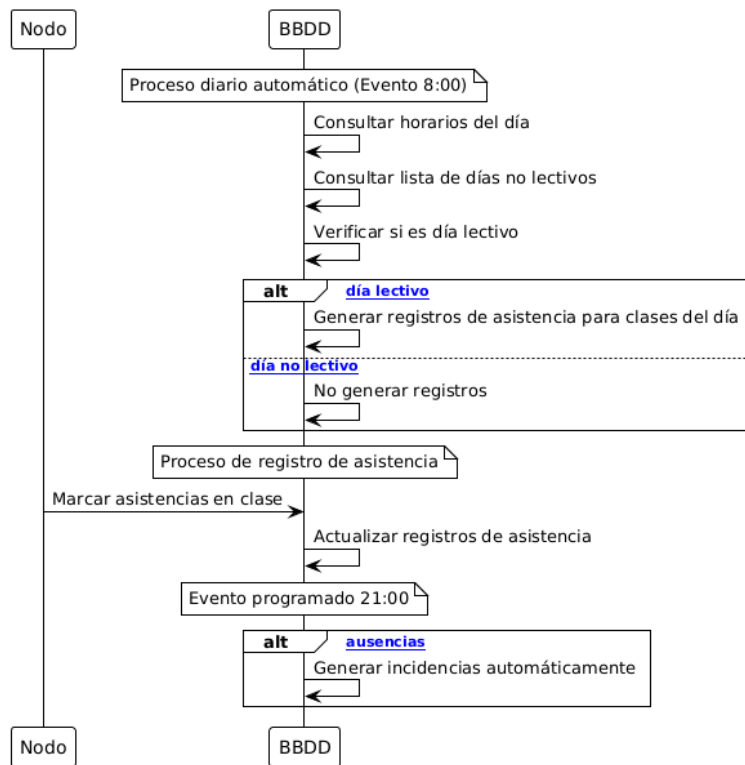 Nodo
BBDD
Proceso diario automático (Evento 8:00)
Consultar horarios del día
Consultar lista de días no lectivos
Verificar si es día lectivo
alt
día lectivo
Generar registros de asistencia para clases del día
día no lectivo
No generar registros
Proceso de registro de asistencia
Marcar asistencias en clase
Actualizar registros de asistencia
Evento programado 21:00
alt
ausencias
Generar incidencias automáticamente
Nodo
BBDD